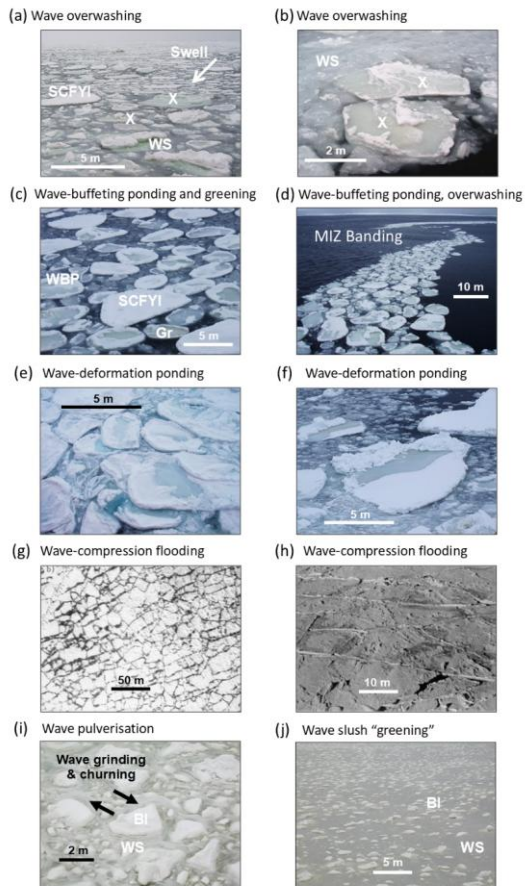 (a) Wave overwashing
Swell
SCFYI
X
X
WS
5 m
(b) Wave overwashing
WS
X
X
2 m
(c) Wave-buffeting ponding and greening
WBP
SCFYI
Gr
5 m
(d) Wave-buffeting ponding, overwashing
MIZ Banding
10 m
(e) Wave-deformation ponding
5 m
(f) Wave-deformation ponding
5 m
(g) Wave-compression flooding
50 m
(h) Wave-compression flooding
10 m
(i) Wave pulverisation
Wave grinding
& churning
BI
WS
2 m
(j) Wave slush “greening”
BI
WS
5 m